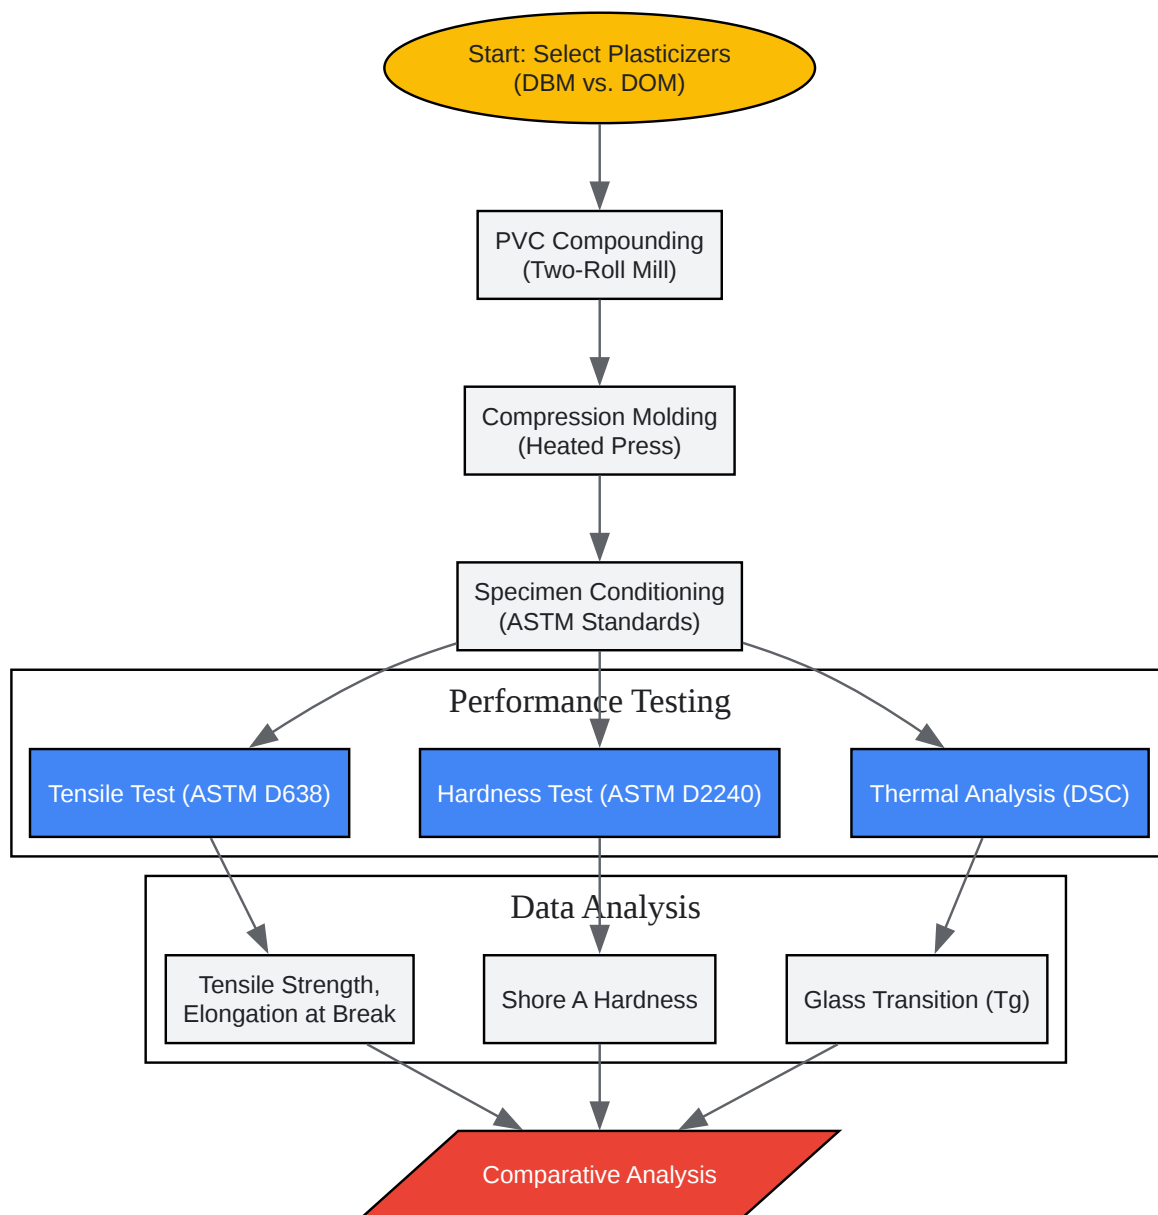 Start: Select Plasticizers
(DBM vs. DOM)
PVC Compounding
(Two-Roll Mill)
Compression Molding
(Heated Press)
Specimen Conditioning
(ASTM Standards)
Performance Testing
Tensile Test (ASTM D638)
Hardness Test (ASTM D2240)
Thermal Analysis (DSC)
Data Analysis
Tensile Strength,
Elongation at Break
Shore A Hardness
Glass Transition (Tg)
Comparative Analysis